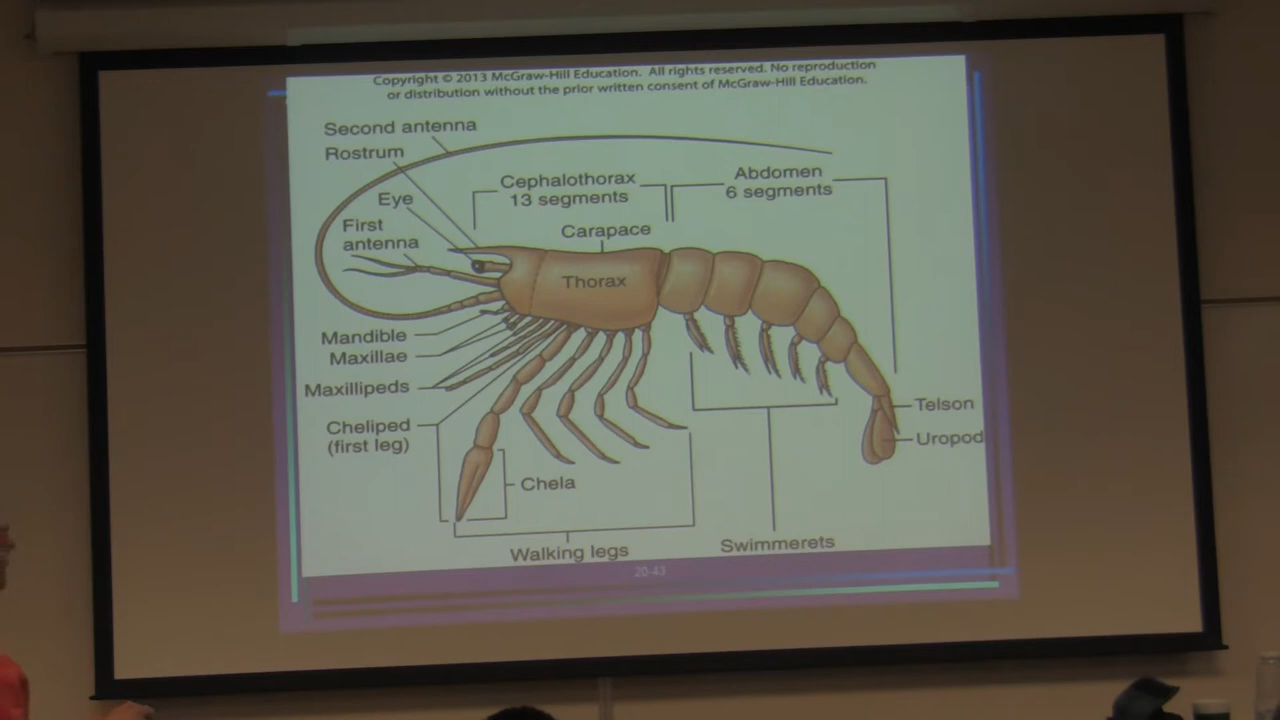 Copyright © 2013 McGraw-Hill Education. All rights reserved. No reproduction
or distribution without the prior written consent of McGraw-Hill Education.
Second antenna
Rostrum
Eye
First
antenna
Cephalothorax
13 segments
Abdomen
6 segments
Carapace
Thorax
Mandible
Maxillae
Maxillipeds
Cheliped
(first leg)
Chela
Walking legs
Swimmerets
Telson
Uropod
20-43